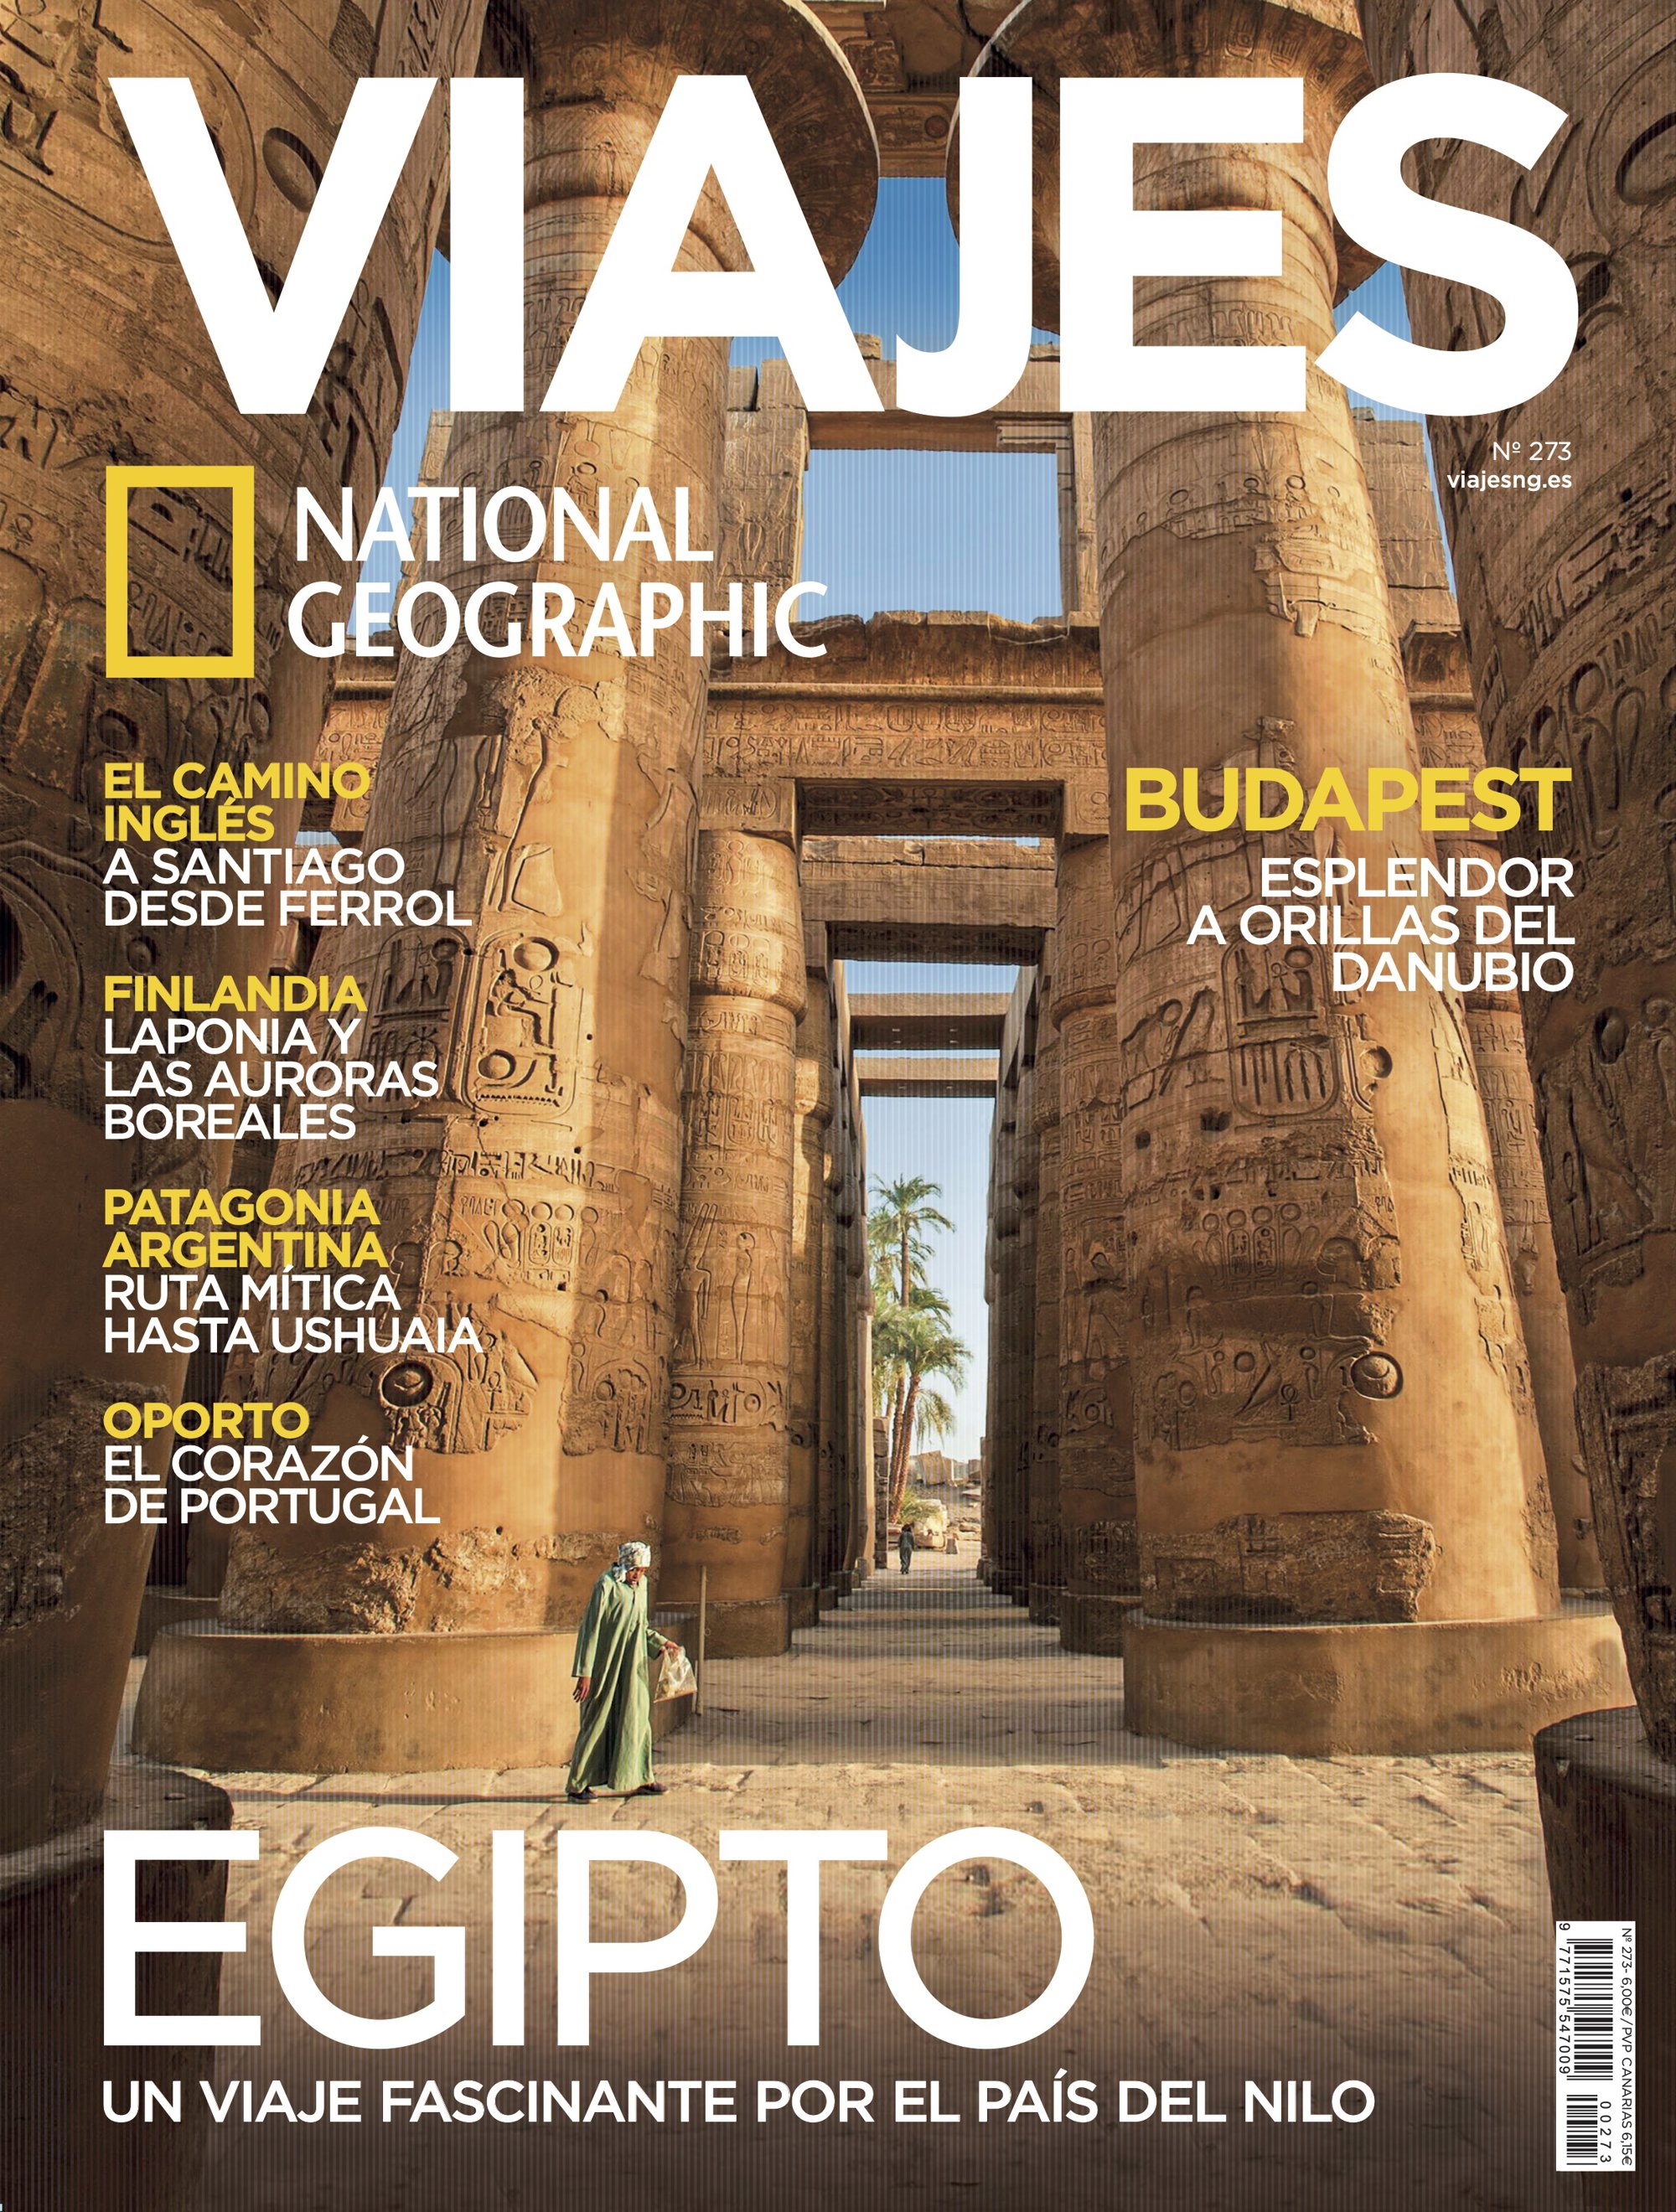 VIAJES
Nº 273
viajesng.es
NATIONAL
GEOGRAPHIC
EL CAMINO
INGLÉS
A SANTIAGO
DESDE FERROL
FINLANDIA
LAPONIA Y
LAS AURORAS
BOREALES
PATAGONIA
ARGENTINA
RUTA MÍTICA
HASTA USHUAIA
OPORTO
EL CORAZÓN
DE PORTUGAL
BUDAPEST
ESPLENDOR
A ORILLAS DEL
DANUBIO
EGIPTO
UN VIAJE FASCINANTE POR EL PAÍS DEL NILO
Nº 273- 6,00€/PVP CANARIAS 6,15€
9 771575 547009
00273